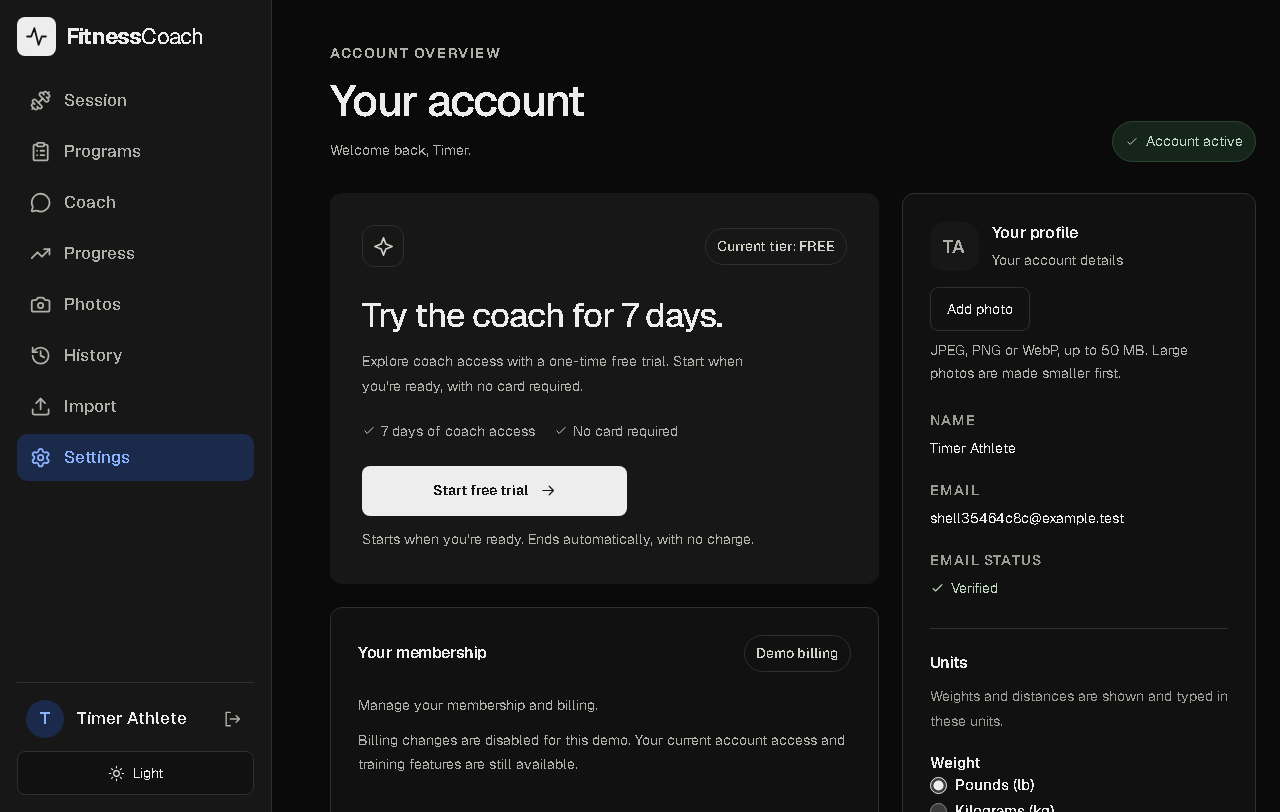 FitnessCoach
Session
Programs
Coach
Progress
Photos
History
Import
Settings
T
Timer Athlete
Light
ACCOUNT OVERVIEW
Your account
Welcome back, Timer.
Account active
Current tier: FREE
Try the coach for 7 days.
Explore coach access with a one-time free trial. Start when
you're ready, with no card required.
7 days of coach access
No card required
Start free trial
Starts when you're ready. Ends automatically, with no charge.
Your membership
Demo billing
Manage your membership and billing.
Billing changes are disabled for this demo. Your current account access and
training features are still available.
TA
Your profile
Your account details
Add photo
JPEG, PNG or WebP, up to 50 MB. Large
photos are made smaller first.
NAME
Timer Athlete
EMAIL
shell35464c8c@example.test
EMAIL STATUS
Verified
Units
Weights and distances are shown and typed in
these units.
Weight
Pounds (lb)
Kilograms (kg)